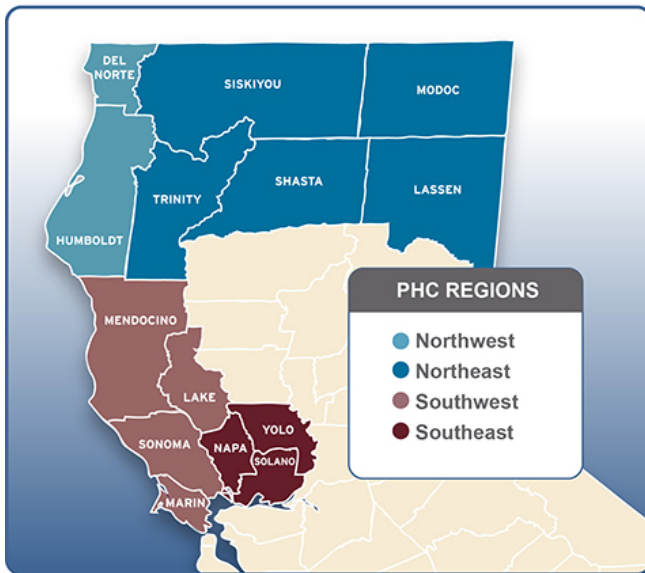 DEL
NORTE
SISKIYOU
MODOC
TRINITY
SHASTA
LASSEN
HUMBOLDT
PHC REGIONS
Northwest
Northeast
Southwest
Southeast
MENDOCINO
LAKE
SONOMA
NAPA
YOLO
SOLANO
MARIN